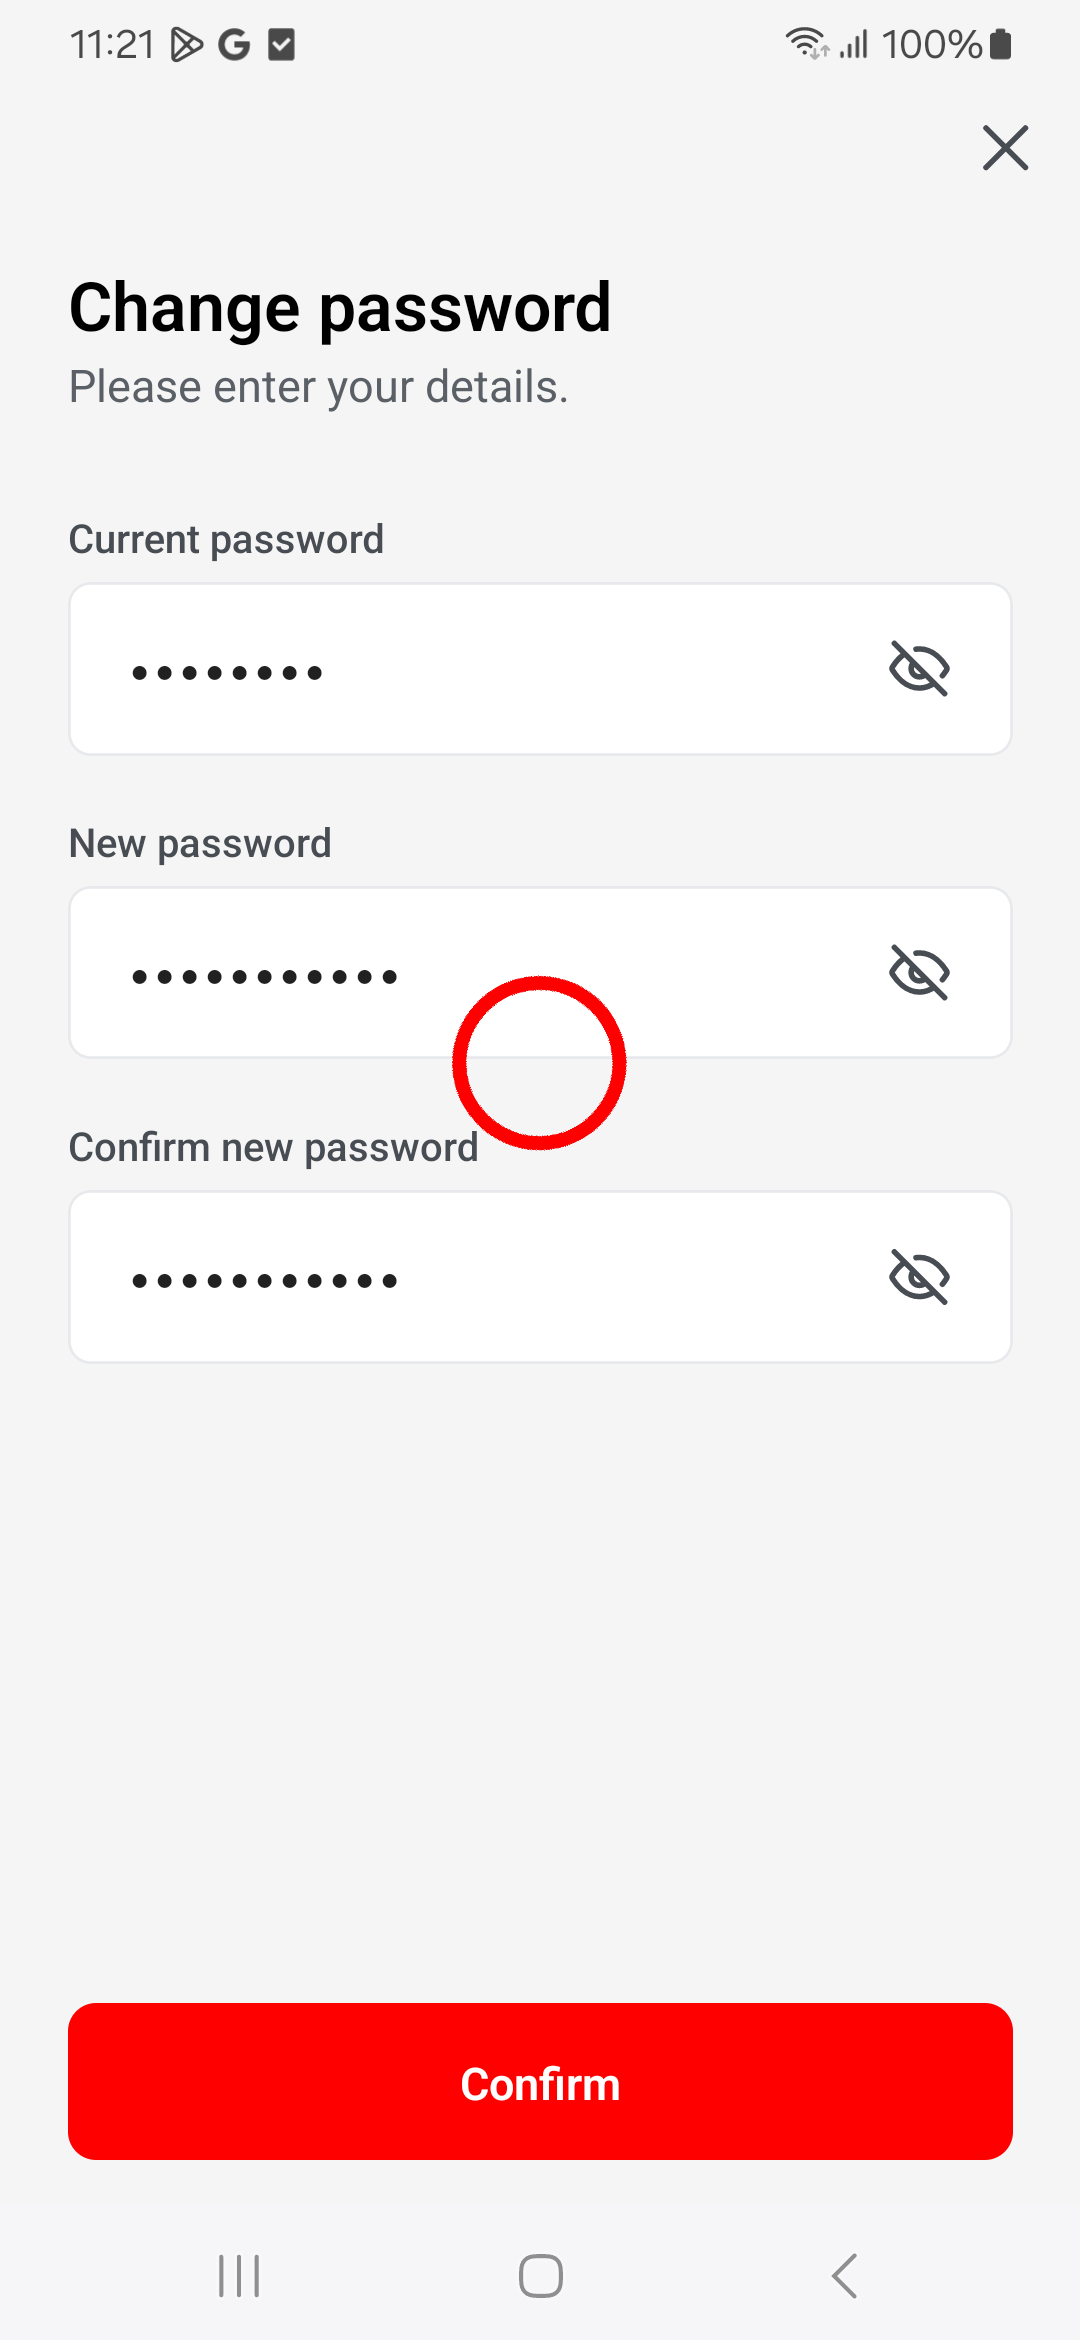 11:21 100%
Change password
Please enter your details.
Current password
••••••••
New password
•••••••••••
Confirm new password
•••••••••••
Confirm